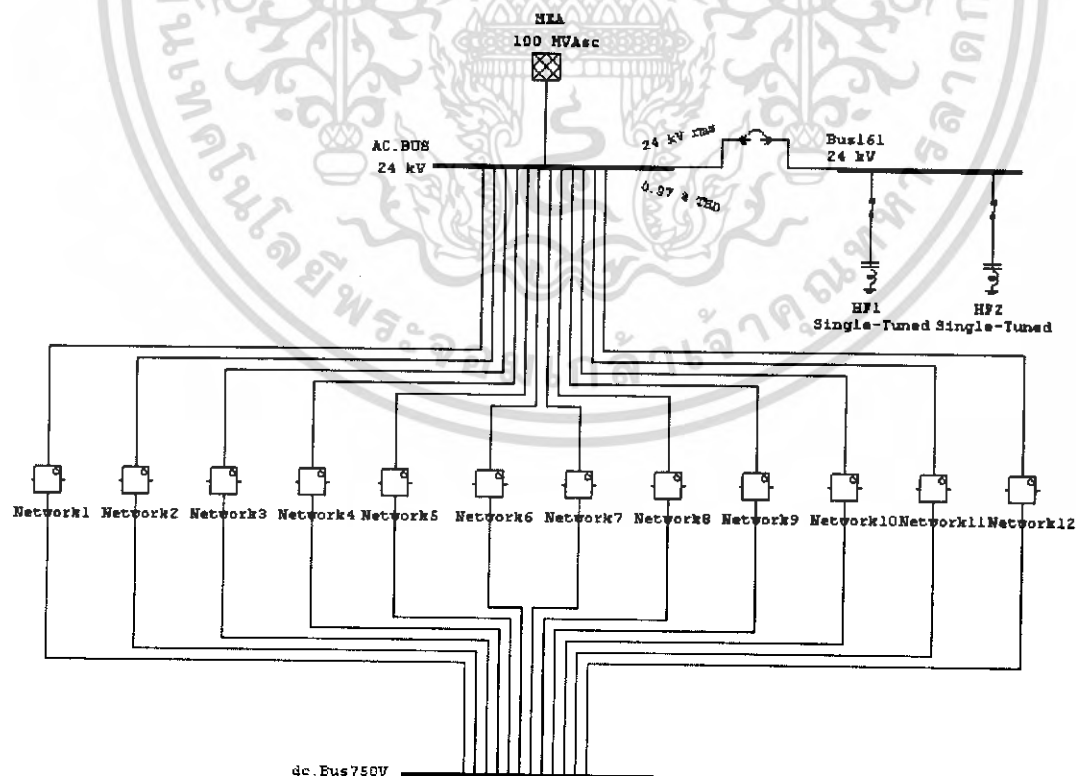 MEA
100 MVAsc
AC.BUS
24 kV
24 kV rms
0.97 % THD
Bus161
24 kV
HF1
Single-Tuned
HF2
Single-Tuned
Network1
Network2
Network3
Network4
Network5
Network6
Network7
Network8
Network9
Network10
Network11
Network12
dc.Bus750V